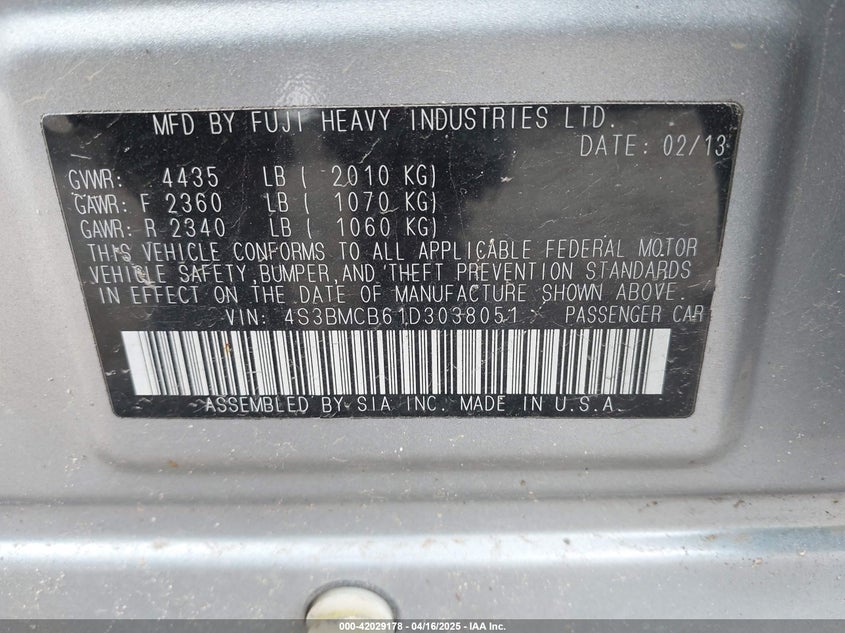 MFD BY FUJI HEAVY INDUSTRIES LTD.
DATE: 02/13
GVWR: 4435 LB ( 2010 KG)
GAWR: F 2360 LB ( 1070 KG)
GAWR: R 2340 LB ( 1060 KG)
THIS VEHICLE CONFORMS TO ALL APPLICABLE FEDERAL MOTOR
VEHICLE SAFETY,BUMPER,AND THEFT PREVENTION STANDARDS
IN EFFECT ON THE DATE OF MANUFACTURE SHOWN ABOVE.
VIN: 4S3BMCB61D3038051 PASSENGER CAR
ASSEMBLED BY SIA INC. MADE IN U.S.A.
000-42029178 - 04/16/2025 - IAA Inc.